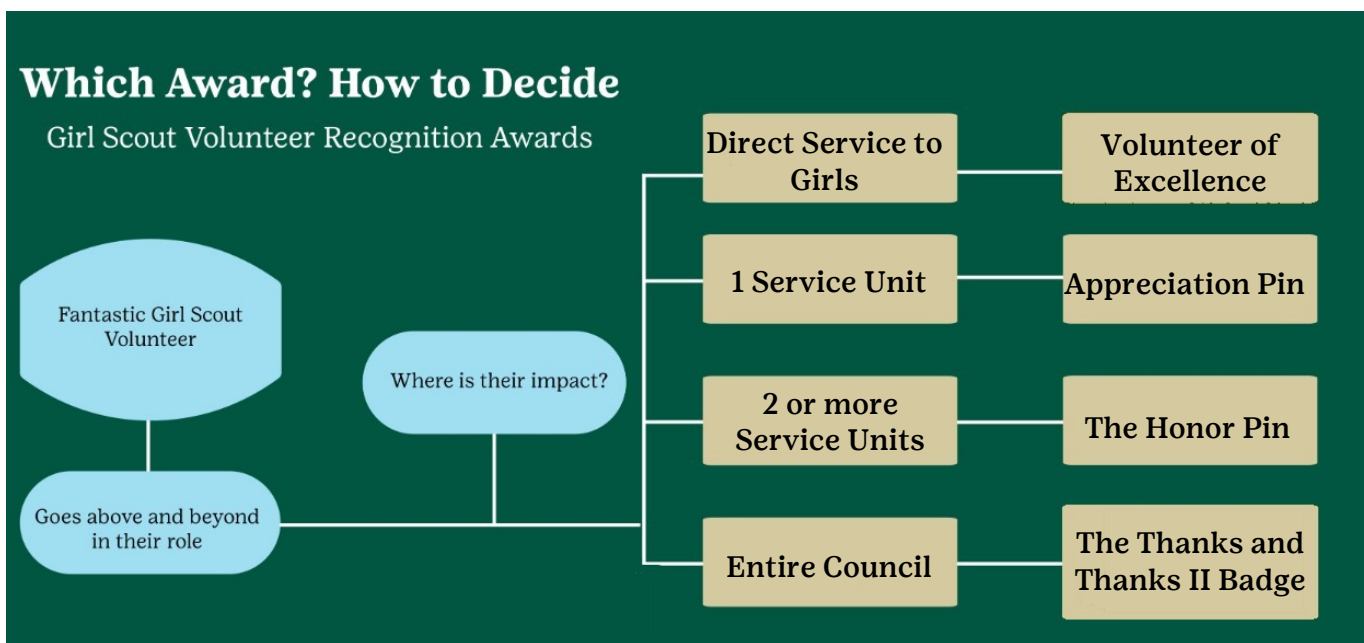 Which Award? How to Decide
Girl Scout Volunteer Recognition Awards
Fantastic Girl Scout
Volunteer
Goes above and beyond
in their role
Where is their impact?
Direct Service to
Girls
Volunteer of
Excellence
1 Service Unit
Appreciation Pin
2 or more
Service Units
The Honor Pin
Entire Council
The Thanks and
Thanks II Badge